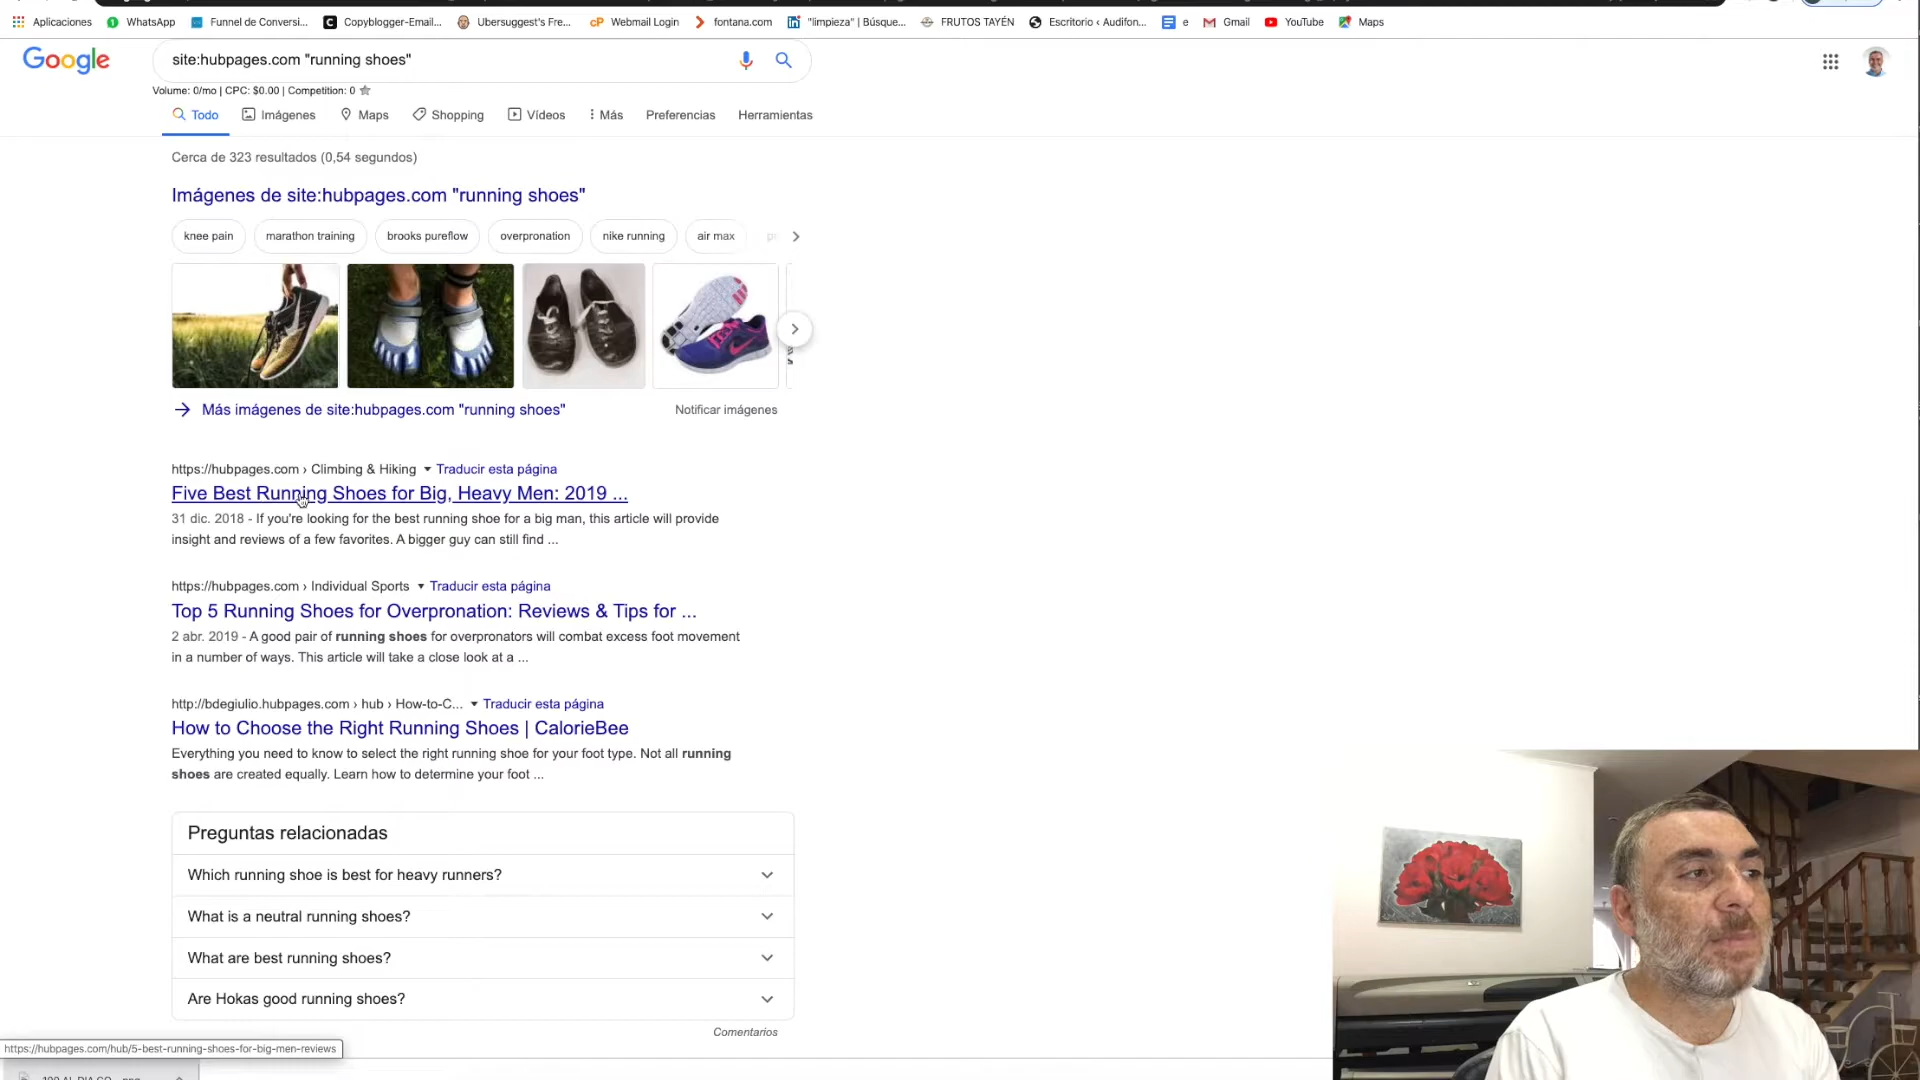 Aplicaciones WhatsApp Funnel de Conversi... Copyblogger-Email... Ubersuggest's Fre... Webmail Login fontana.com "limpieza" | Búsque... FRUTOS TAYÉN Escritorio ‹ Audifon... e Gmail YouTube Maps
Google site:hubpages.com "running shoes"
Volume: 0/mo | CPC: $0.00 | Competition: 0
Todo Imágenes Maps Shopping Vídeos Más Preferencias Herramientas
Cerca de 323 resultados (0,54 segundos)
Imágenes de site:hubpages.com "running shoes"
knee pain marathon training brooks pureflow overpronation nike running air max
Más imágenes de site:hubpages.com "running shoes" Notificar imágenes
https://hubpages.com › Climbing & Hiking Traducir esta página
Five Best Running Shoes for Big, Heavy Men: 2019 ...
31 dic. 2018 - If you're looking for the best running shoe for a big man, this article will provide
insight and reviews of a few favorites. A bigger guy can still find ...
https://hubpages.com › Individual Sports Traducir esta página
Top 5 Running Shoes for Overpronation: Reviews & Tips for ...
2 abr. 2019 - A good pair of running shoes for overpronators will combat excess foot movement
in a number of ways. This article will take a close look at a ...
http://bdegiulio.hubpages.com › hub › How-to-C... Traducir esta página
How to Choose the Right Running Shoes | CalorieBee
Everything you need to know to select the right running shoe for your foot type. Not all running
shoes are created equally. Learn how to determine your foot ...
Preguntas relacionadas
Which running shoe is best for heavy runners?
What is a neutral running shoes?
What are best running shoes?
Are Hokas good running shoes?
Comentarios
https://hubpages.com/hub/5-best-running-shoes-for-big-men-reviews